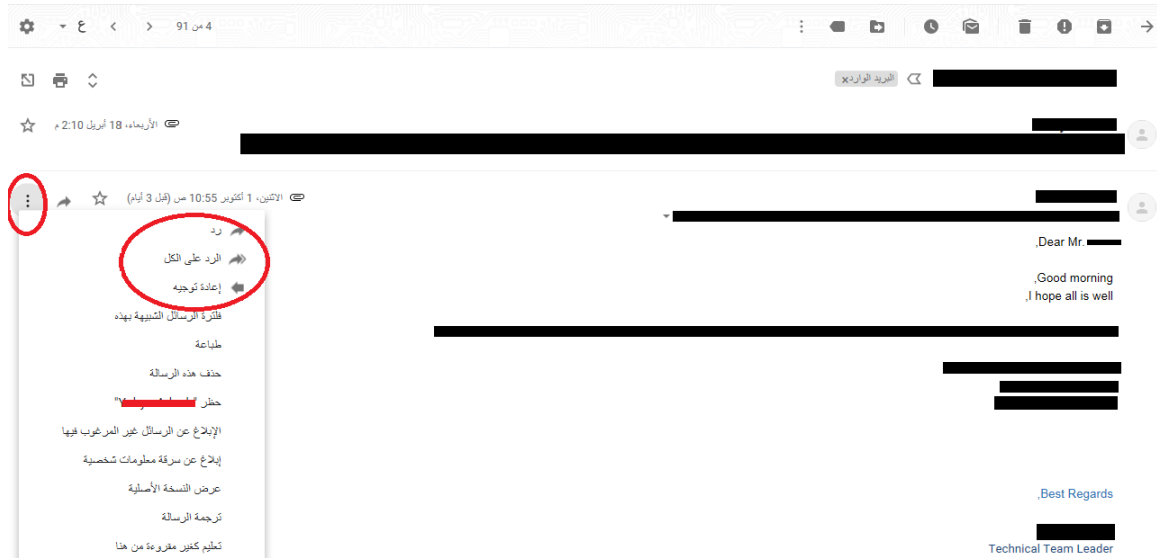 4 من 91
ع
البريد الواردx
الأربعاء، 18 أبريل 2:10 م
الاثنين، 1 أكتوبر 10:55 ص (قبل 3 أيام)
رد
الرد على الكل
إعادة توجيه
فلترة الرسائل الشبيهة بهذه
طباعة
حذف هذه الرسالة
حظر "
الإبلاغ عن الرسائل غير المرغوب فيها
إبلاغ عن سرقة معلومات شخصية
عرض النسخة الأصلية
ترجمة الرسالة
تعليم كغير مقروءة من هنا
,Dear Mr.
,Good morning
,I hope all is well
,Best Regards
Technical Team Leader